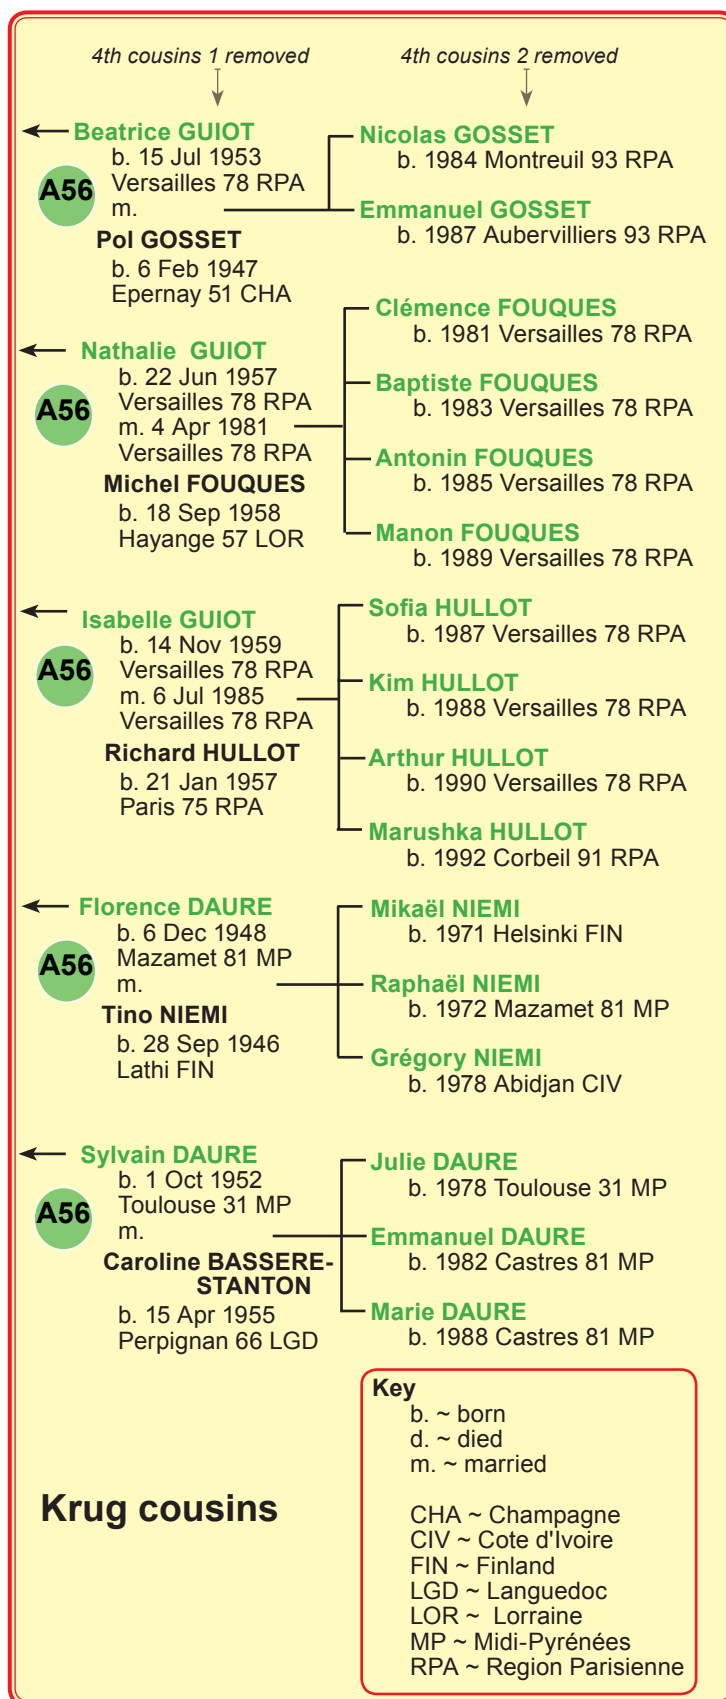 4th cousins 1 removed
4th cousins 2 removed
Beatrice GUIOT
b. 15 Jul 1953
Versailles 78 RPA
m.
A56
Pol GOSSET
b. 6 Feb 1947
Epernay 51 CHA
Nicolas GOSSET
b. 1984 Montreuil 93 RPA
Emmanuel GOSSET
b. 1987 Aubervilliers 93 RPA
Nathalie GUIOT
b. 22 Jun 1957
Versailles 78 RPA
m. 4 Apr 1981
Versailles 78 RPA
A56
Michel FOUQUES
b. 18 Sep 1958
Hayange 57 LOR
Clémence FOUQUES
b. 1981 Versailles 78 RPA
Baptiste FOUQUES
b. 1983 Versailles 78 RPA
Antonin FOUQUES
b. 1985 Versailles 78 RPA
Manon FOUQUES
b. 1989 Versailles 78 RPA
Isabelle GUIOT
b. 14 Nov 1959
Versailles 78 RPA
m. 6 Jul 1985
Versailles 78 RPA
A56
Richard HULLOT
b. 21 Jan 1957
Paris 75 RPA
Sofia HULLOT
b. 1987 Versailles 78 RPA
Kim HULLOT
b. 1988 Versailles 78 RPA
Arthur HULLOT
b. 1990 Versailles 78 RPA
Marushka HULLOT
b. 1992 Corbeil 91 RPA
Florence DAURE
b. 6 Dec 1948
Mazamet 81 MP
m.
A56
Tino NIEMI
b. 28 Sep 1946
Lathi FIN
Mikaël NIEMI
b. 1971 Helsinki FIN
Raphaël NIEMI
b. 1972 Mazamet 81 MP
Grégory NIEMI
b. 1978 Abidjan CIV
Sylvain DAURE
b. 1 Oct 1952
Toulouse 31 MP
m.
A56
Caroline BASSERE-
STANTON
b. 15 Apr 1955
Perpignan 66 LGD
Julie DAURE
b. 1978 Toulouse 31 MP
Emmanuel DAURE
b. 1982 Castres 81 MP
Marie DAURE
b. 1988 Castres 81 MP
Krug cousins
Key
b. ~ born
d. ~ died
m. ~ married
CHA ~ Champagne
CIV ~ Cote d'Ivoire
FIN ~ Finland
LGD ~ Languedoc
LOR ~ Lorraine
MP ~ Midi-Pyrénées
RPA ~ Region Parisienne